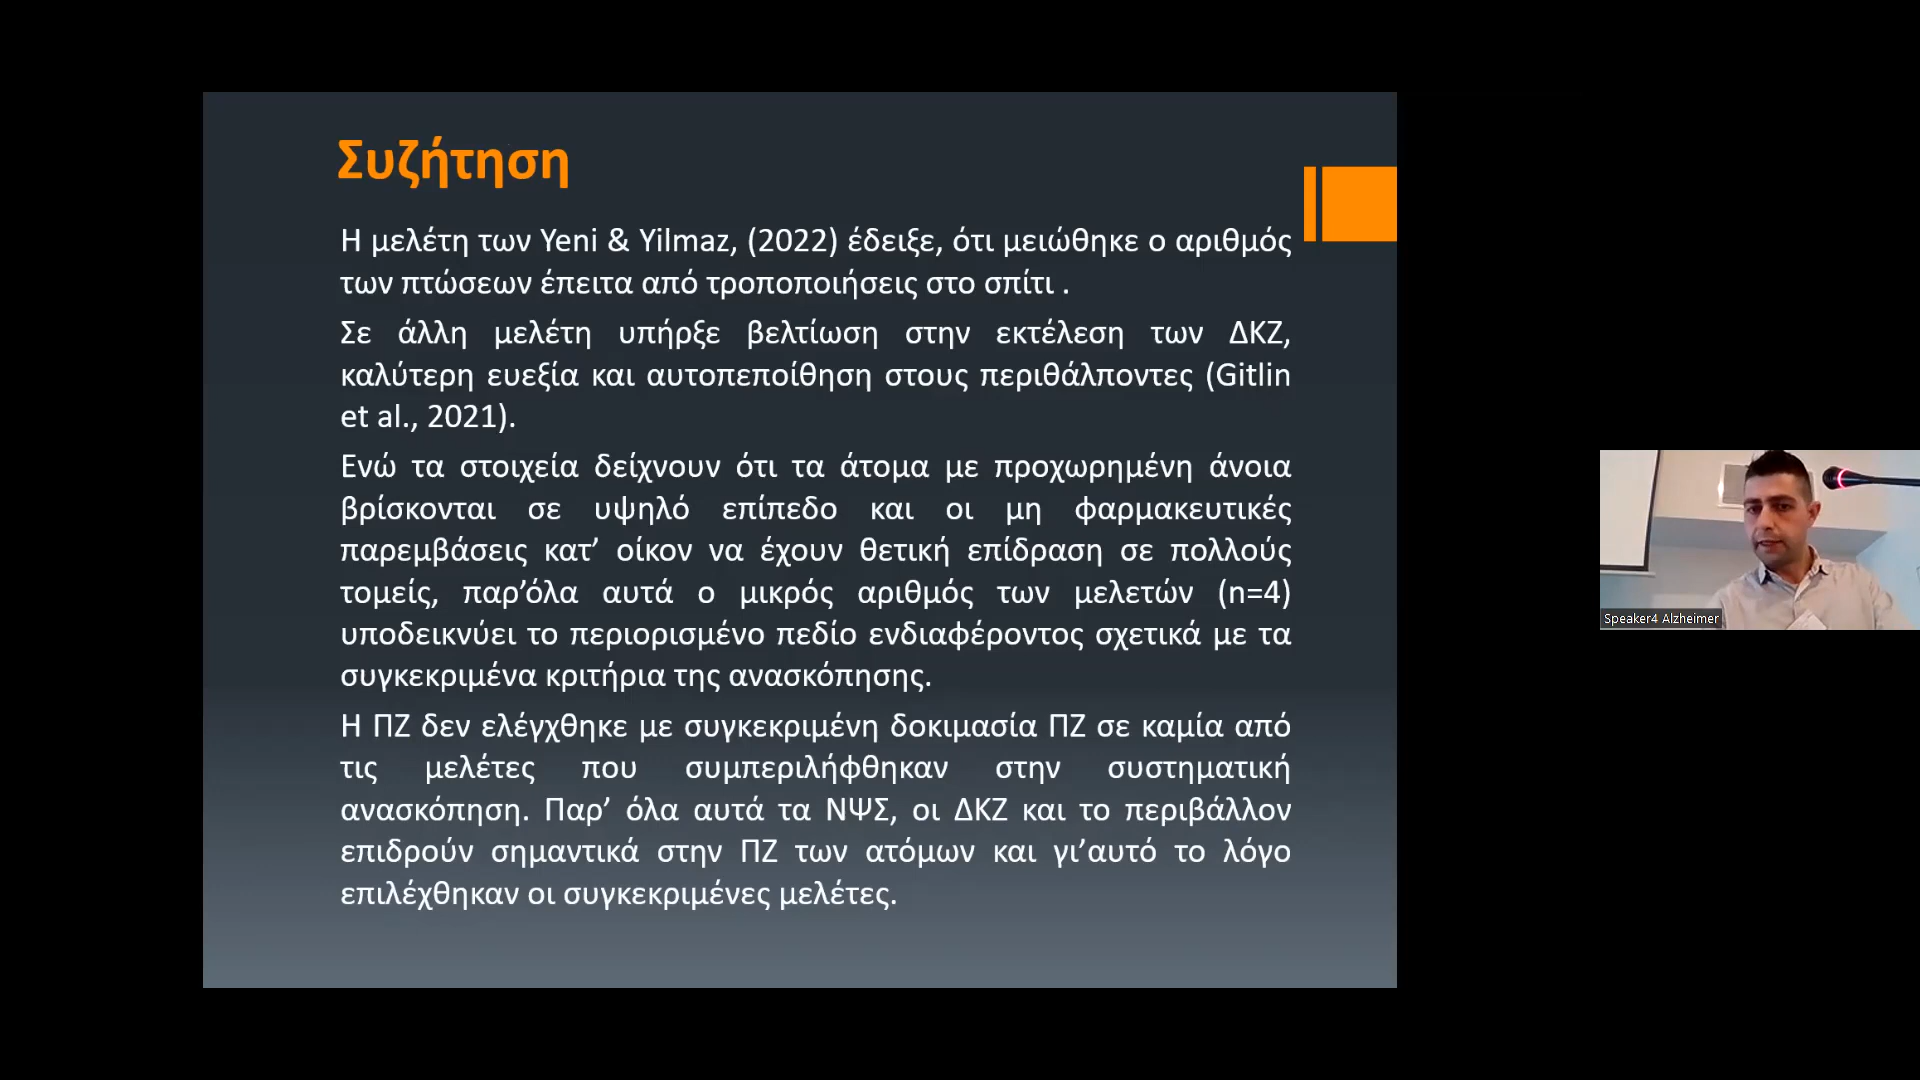 Συζήτηση
Η μελέτη των Yeni & Yilmaz, (2022) έδειξε, ότι μειώθηκε ο αριθμός
των πτώσεων έπειτα από τροποποιήσεις στο σπίτι .
Σε άλλη μελέτη υπήρξε βελτίωση στην εκτέλεση των ΔΚΖ,
καλύτερη ευεξία και αυτοπεποίθηση στους περιθάλποντες (Gitlin
et al., 2021).
Ενώ τα στοιχεία δείχνουν ότι τα άτομα με προχωρημένη άνοια
βρίσκονται σε υψηλό επίπεδο και οι μη φαρμακευτικές
παρεμβάσεις κατ’ οίκον να έχουν θετική επίδραση σε πολλούς
τομείς, παρ’όλα αυτά ο μικρός αριθμός των μελετών (n=4)
υποδεικνύει το περιορισμένο πεδίο ενδιαφέροντος σχετικά με τα
συγκεκριμένα κριτήρια της ανασκόπησης.
Η ΠΖ δεν ελέγχθηκε με συγκεκριμένη δοκιμασία ΠΖ σε καμία από
τις μελέτες που συμπεριλήφθηκαν στην συστηματική
ανασκόπηση. Παρ’ όλα αυτά τα ΝΨΣ, οι ΔΚΖ και το περιβάλλον
επιδρούν σημαντικά στην ΠΖ των ατόμων και γι’αυτό το λόγο
επιλέχθηκαν οι συγκεκριμένες μελέτες.
Speaker4 Alzheimer